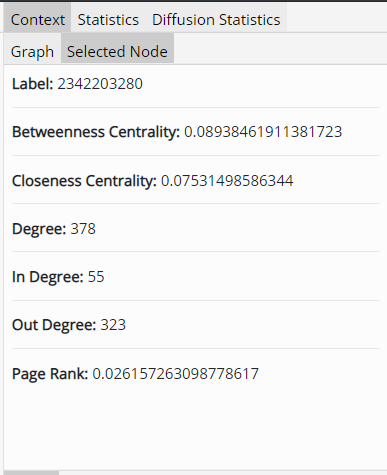 Context Statistics Diffusion Statistics
Graph Selected Node
Label: 2342203280
Betweenness Centrality: 0.08938461911381723
Closeness Centrality: 0.07531498586344
Degree: 378
In Degree: 55
Out Degree: 323
Page Rank: 0.026157263098778617